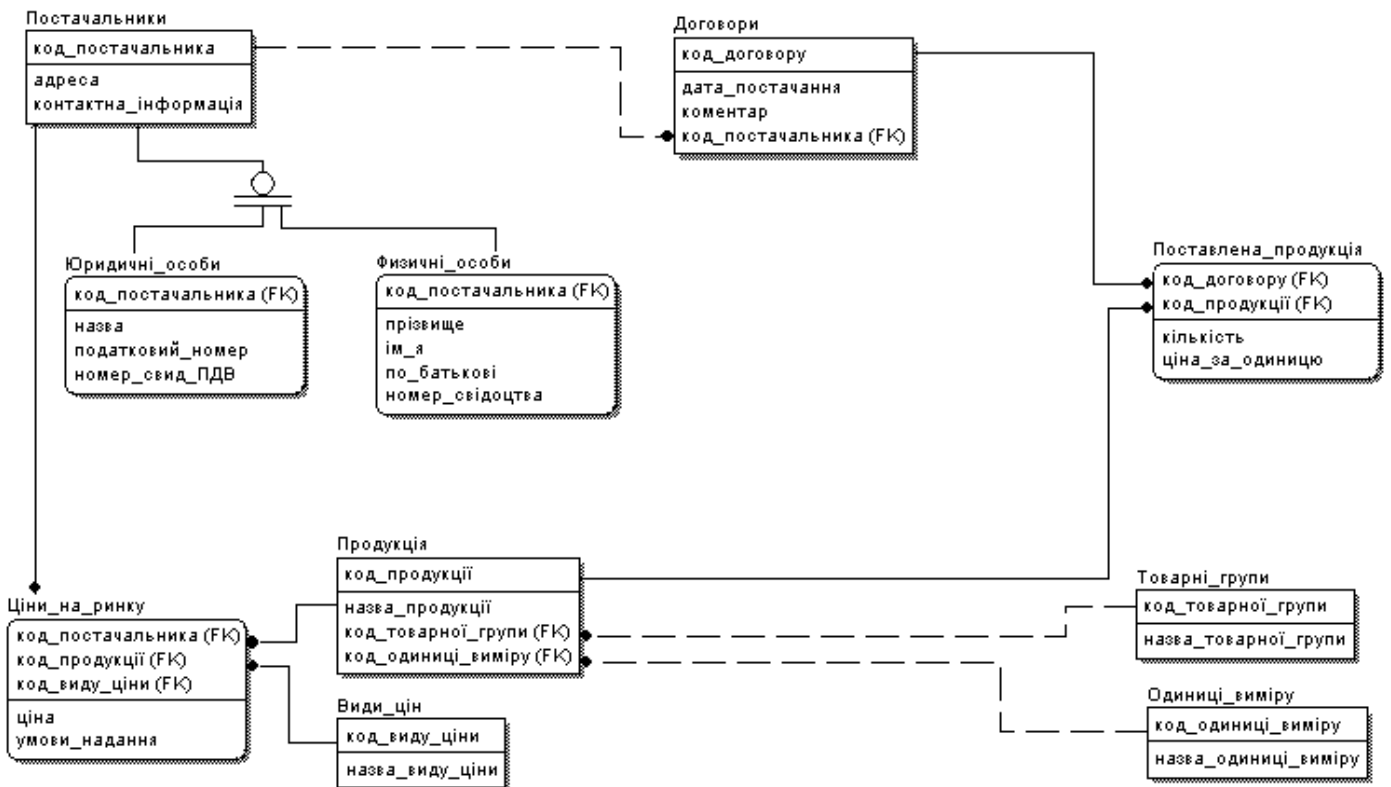 Постачальники
код_постачальника
адреса
контактна_інформація
Договори
код_договору
дата_постачання
коментар
код_постачальника (FK)
Юридичні_особи
код_постачальника (FK)
назва
податковий_номер
номер_свид_ПДВ
Физичні_особи
код_постачальника (FK)
прізвище
ім_я
по_батькові
номер_свідоцтва
Поставлена_продукція
код_договору (FK)
код_продукції (FK)
кількість
ціна_за_одиницю
Ціни_на_ринку
код_постачальника (FK)
код_продукції (FK)
код_виду_ціни (FK)
ціна
умови_надання
Продукція
код_продукції
назва_продукції
код_товарної_групи (FK)
код_одиниці_виміру (FK)
Види_цін
код_виду_ціни
назва_виду_ціни
Товарні_групи
код_товарної_групи
назва_товарної_групи
Одиниці_виміру
код_одиниці_виміру
назва_одиниці_виміру